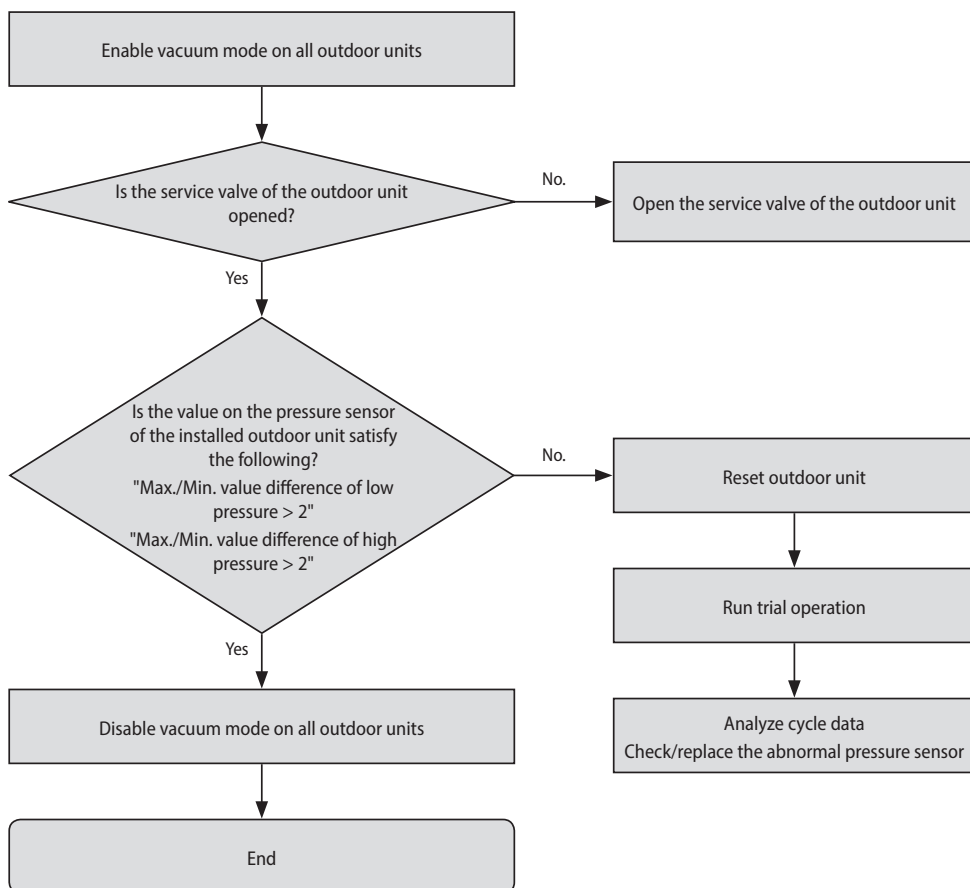 Enable vacuum mode on all outdoor units
Is the service valve of the outdoor unit
opened?
No.
Open the service valve of the outdoor unit
Yes
Is the value on the pressure sensor
of the installed outdoor unit satisfy
the following?
"Max./Min. value difference of low
pressure > 2"
"Max./Min. value difference of high
pressure > 2"
No.
Reset outdoor unit
Run trial operation
Analyze cycle data
Check/replace the abnormal pressure sensor
Yes
Disable vacuum mode on all outdoor units
End